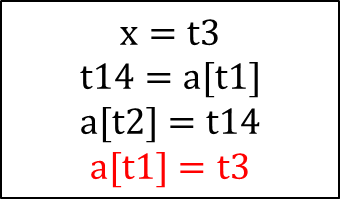 x = t3
t14 = a[t1]
a[t2] = t14
a[t1] = t3